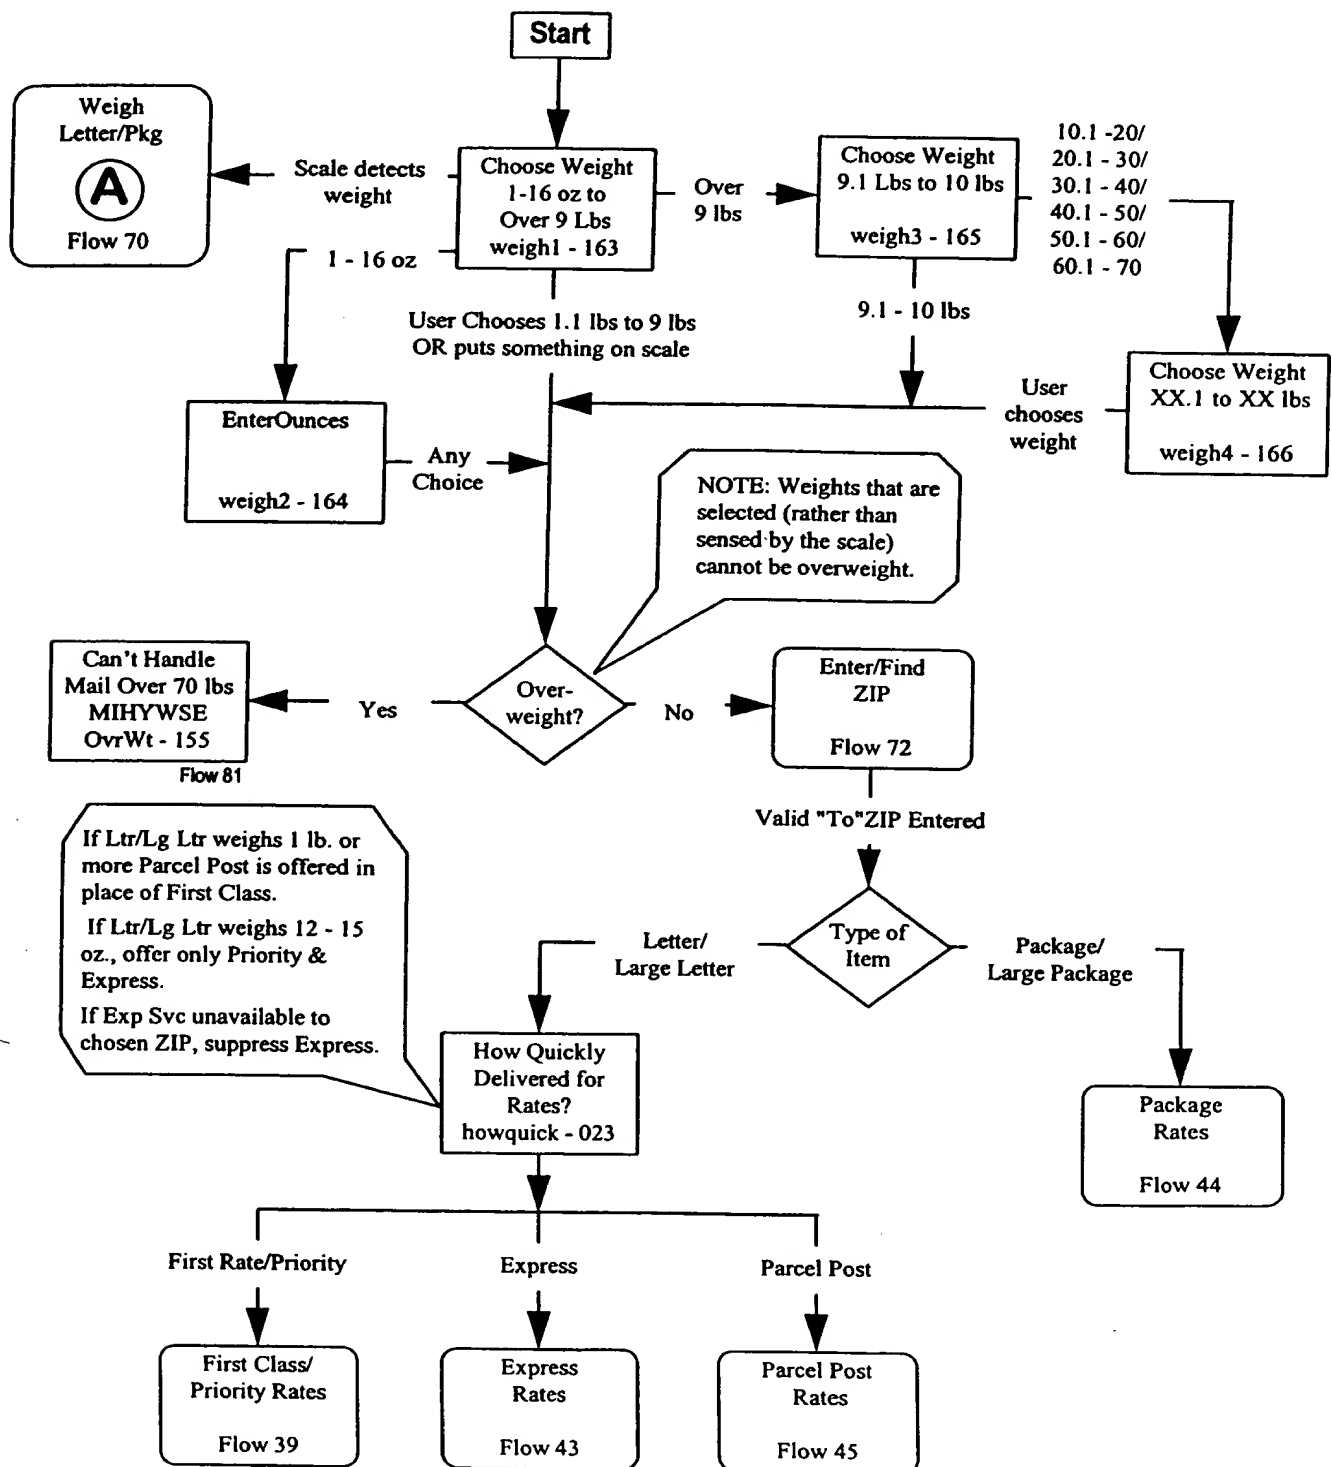 Start
Weigh
Letter/Pkg
A
Flow 70
Scale detects
weight
Choose Weight
1-16 oz to
Over 9 Lbs
weigh1 - 163
Over
9 lbs
Choose Weight
9.1 Lbs to 10 lbs
weigh3 - 165
10.1 -20/
20.1 - 30/
30.1 - 40/
40.1 - 50/
50.1 - 60/
60.1 - 70
1 - 16 oz
User Chooses 1.1 lbs to 9 lbs
OR puts something on scale
9.1 - 10 lbs
EnterOunces
weigh2 - 164
Any
Choice
User
chooses
weight
Choose Weight
XX.1 to XX lbs
weigh4 - 166
NOTE: Weights that are
selected (rather than
sensed by the scale)
cannot be overweight.
Can't Handle
Mail Over 70 lbs
MIHYWSE
OvrWt - 155
Flow 81
Yes
Over-
weight?
No
Enter/Find
ZIP
Flow 72
Valid "To"ZIP Entered
If Ltr/Lg Ltr weighs 1 lb. or
more Parcel Post is offered in
place of First Class.
If Ltr/Lg Ltr weighs 12 - 15
oz., offer only Priority &
Express.
If Exp Svc unavailable to
chosen ZIP, suppress Express.
Letter/
Large Letter
Type of
Item
Package/
Large Package
How Quickly
Delivered for
Rates?
howquick - 023
Package
Rates
Flow 44
First Rate/Priority
Express
Parcel Post
First Class/
Priority Rates
Flow 39
Express
Rates
Flow 43
Parcel Post
Rates
Flow 45